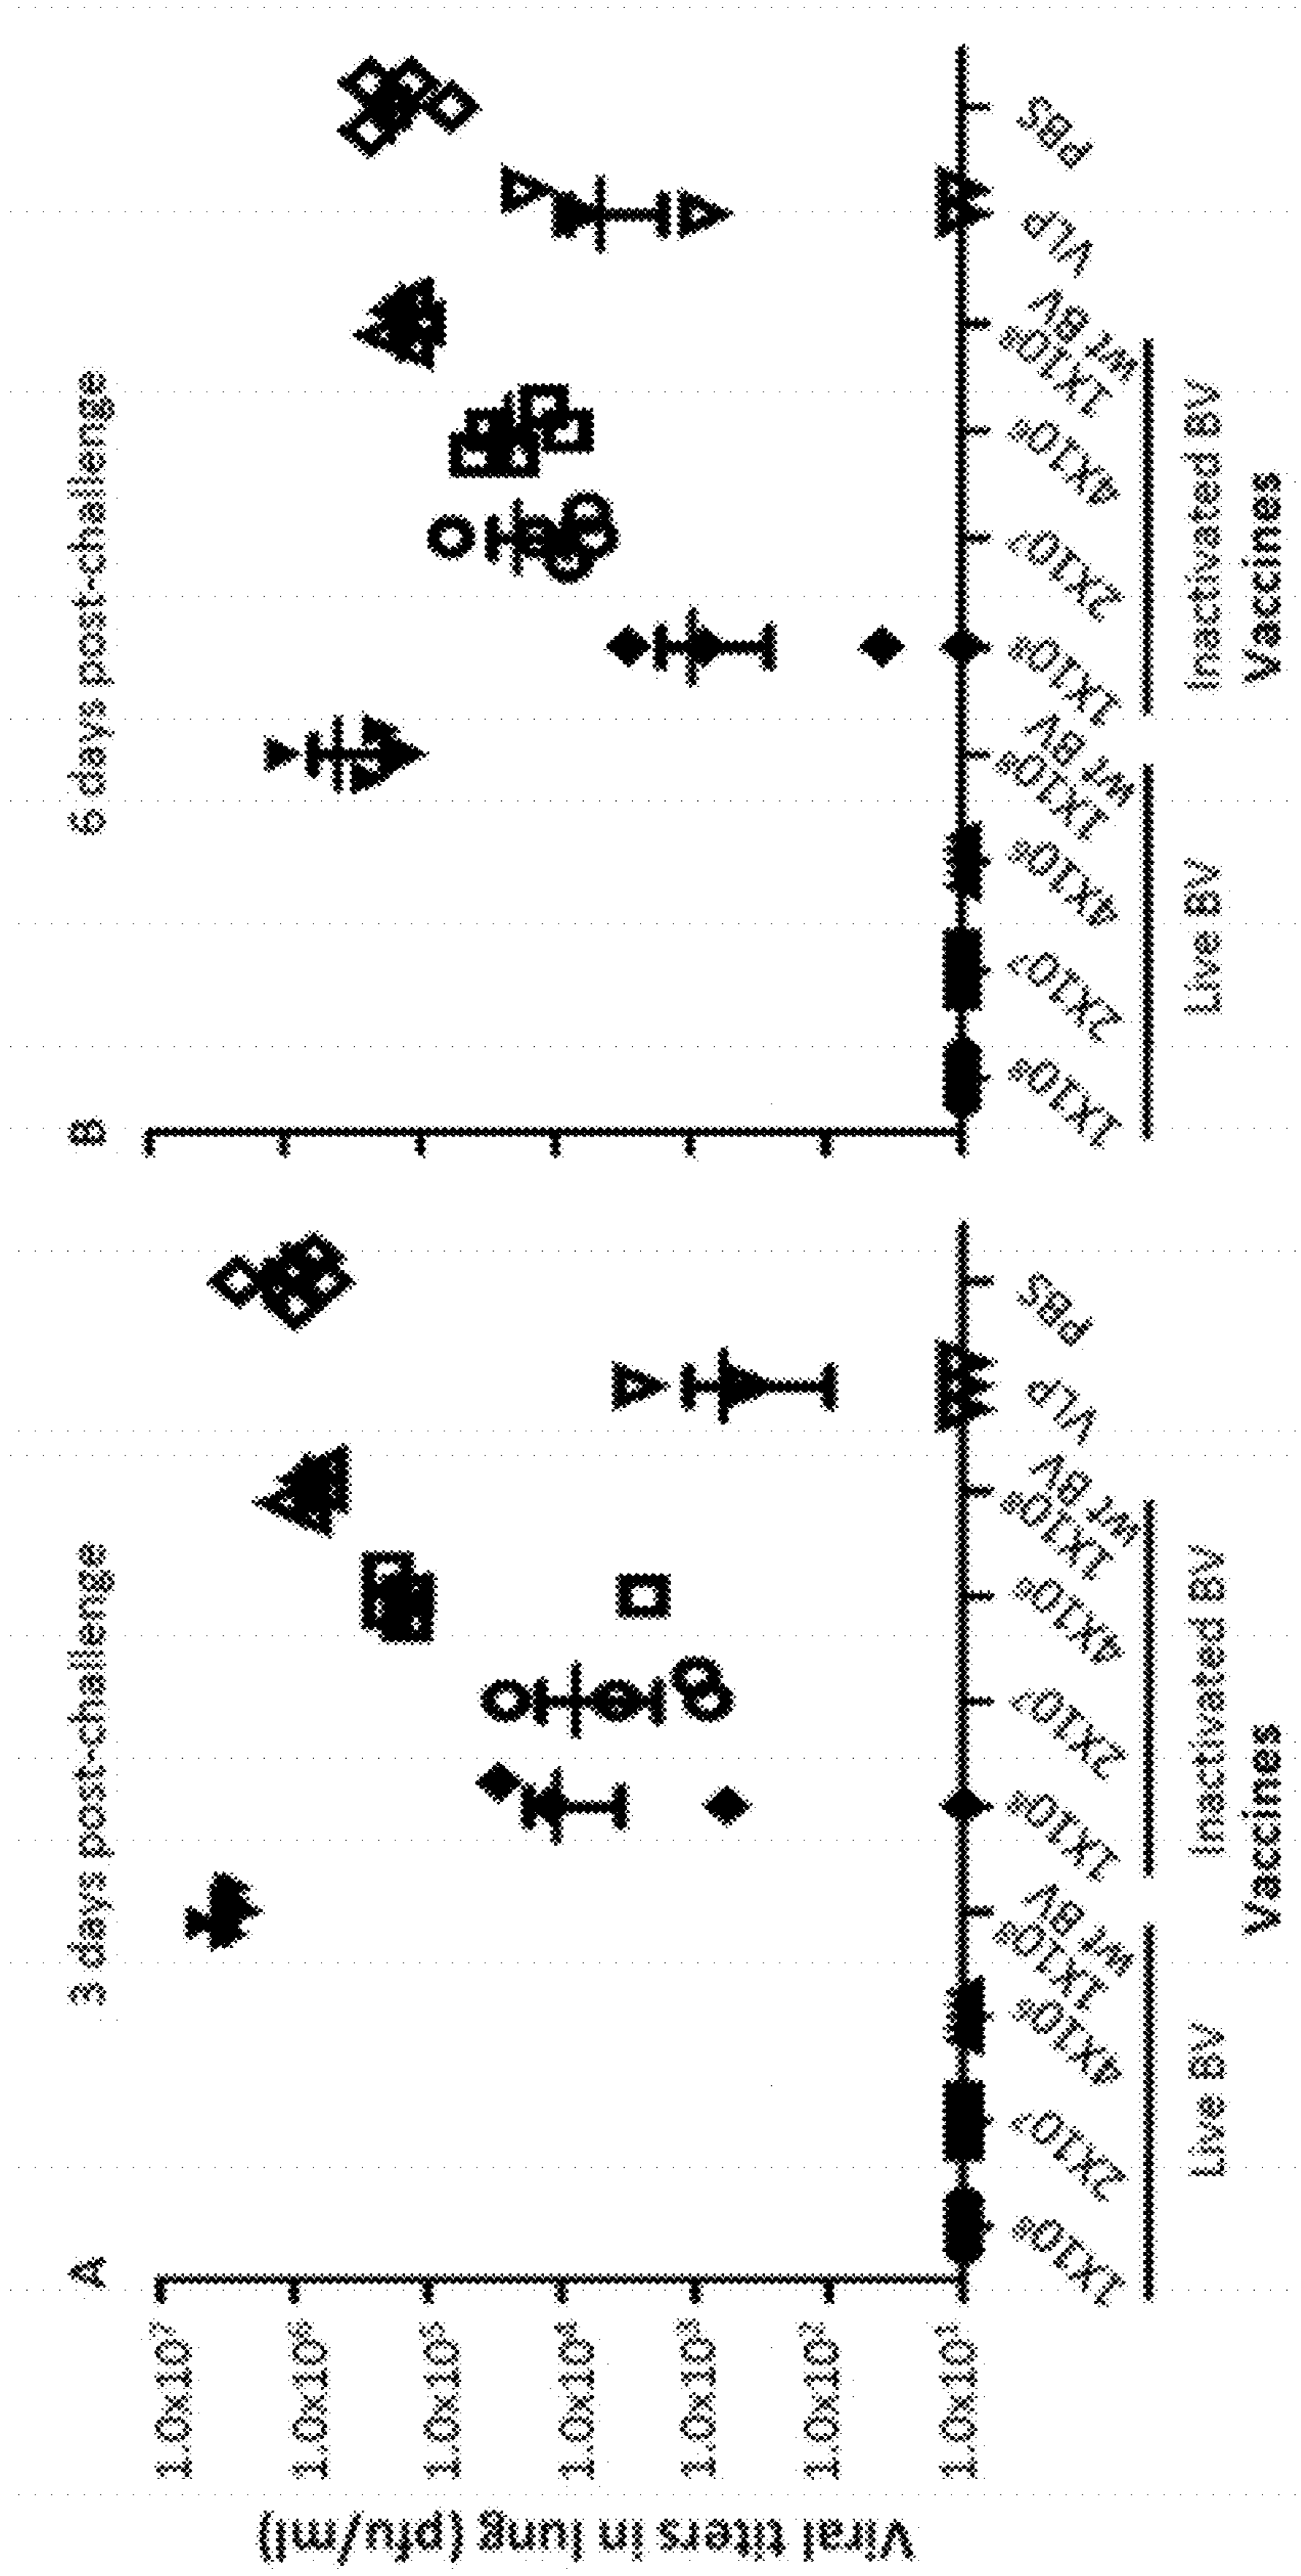 A
3 days post-challenge
B
6 days post-challenge
Viral titers in lung (pfu/ml)
1.0x10⁷
1.0x10⁶
1.0x10⁵
1.0x10⁴
1.0x10³
1.0x10²
1.0x10¹
1X10⁸
2X10⁷
4X10⁶
1X10⁸
wt BV
1X10⁸
2X10⁷
4X10⁶
1X10⁸
wt BV
VLP
PBS
Live BV
Inactivated BV
Vaccines
1X10⁸
2X10⁷
4X10⁶
1X10⁸
wt BV
1X10⁸
2X10⁷
4X10⁶
1X10⁸
wt BV
VLP
PBS
Live BV
Inactivated BV
Vaccines